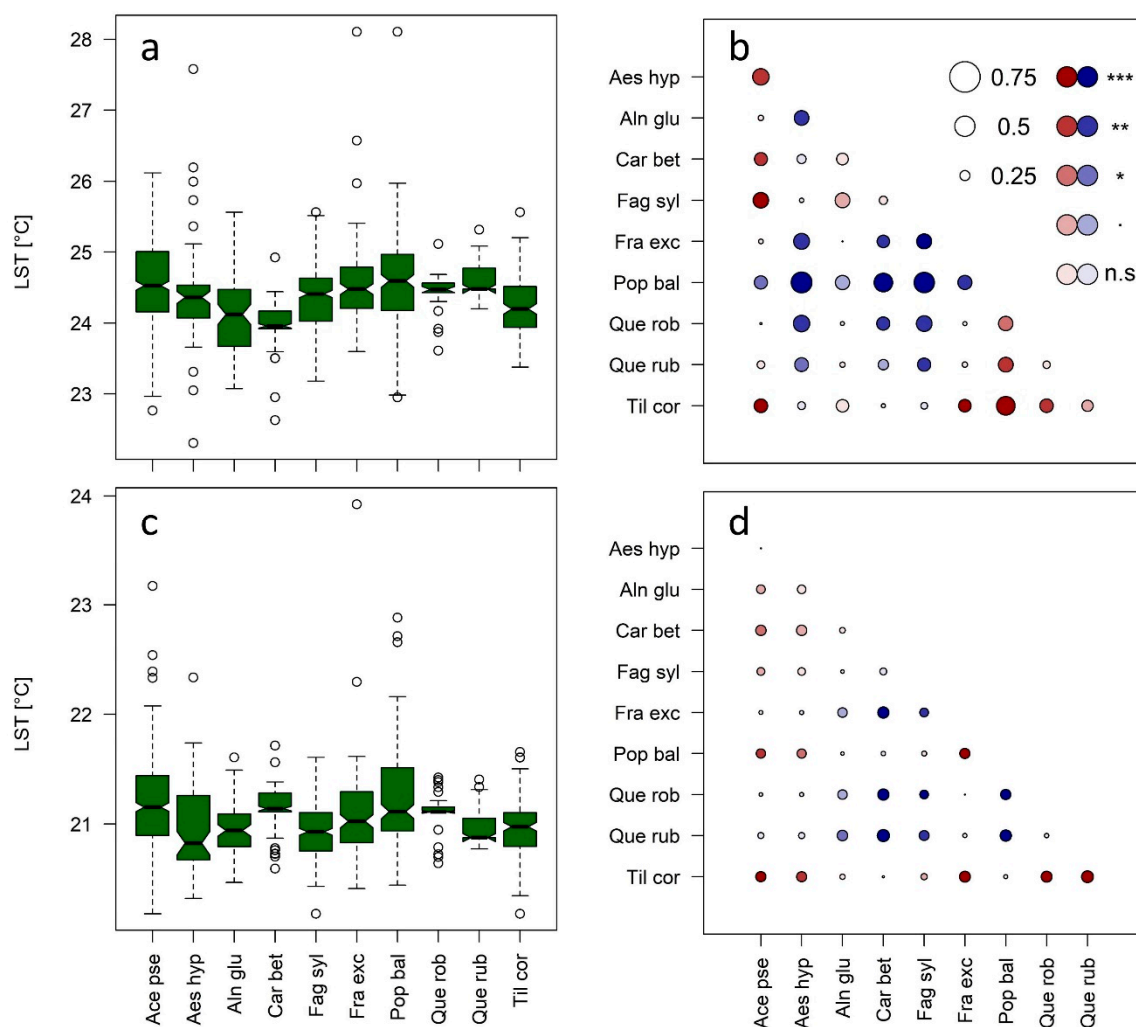 a
LST [°C]
28
27
26
25
24
23
b
Aes hyp
Aln glu
Car bet
Fag syl
Fra exc
Pop bal
Que rob
Que rub
Til cor
0.75
0.5
0.25
***
**
*
.
n.s
c
LST [°C]
24
23
22
21
Ace pse
Aes hyp
Aln glu
Car bet
Fag syl
Fra exc
Pop bal
Que rob
Que rub
Til cor
d
Aes hyp
Aln glu
Car bet
Fag syl
Fra exc
Pop bal
Que rob
Que rub
Til cor
Ace pse
Aes hyp
Aln glu
Car bet
Fag syl
Fra exc
Pop bal
Que rob
Que rub